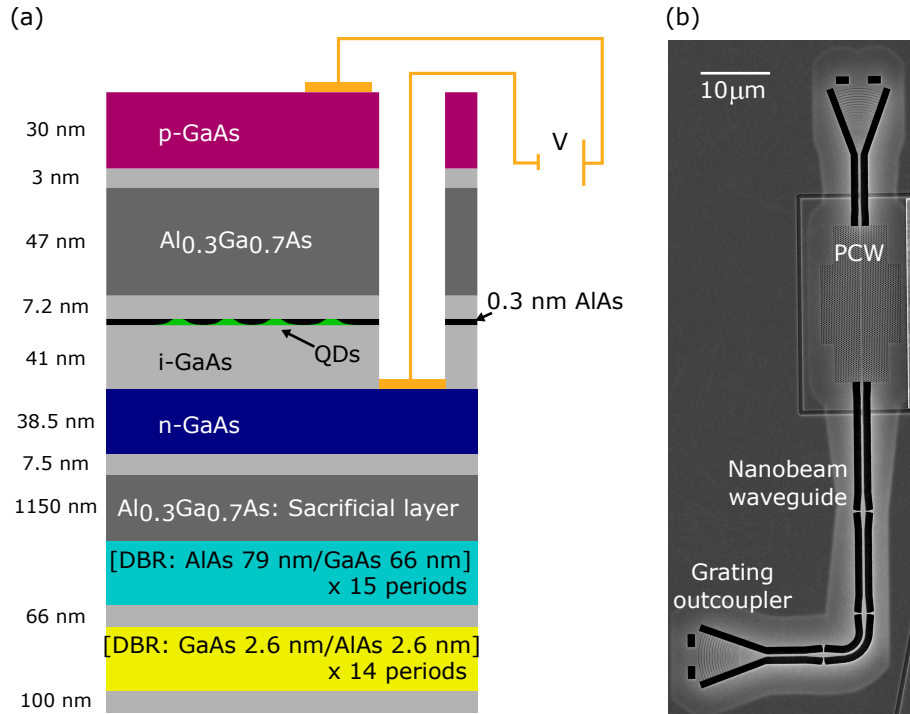 (a)
(b)
30 nm
p-GaAs
V
10μm
3 nm
47 nm
Al0.3Ga0.7As
PCW
7.2 nm
0.3 nm AlAs
41 nm
i-GaAs
QDs
38.5 nm
n-GaAs
7.5 nm
1150 nm
Al0.3Ga0.7As: Sacrificial layer
Nanobeam
waveguide
[DBR: AlAs 79 nm/GaAs 66 nm]
x 15 periods
66 nm
[DBR: GaAs 2.6 nm/AlAs 2.6 nm]
x 14 periods
100 nm
Grating
outcoupler